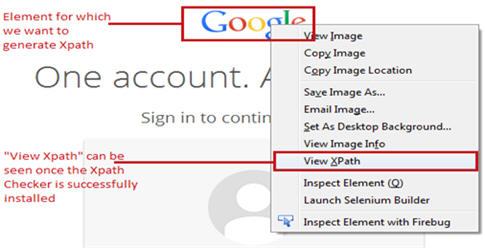 Element for which
we want to
generate Xpath
Google
One account. A
Sign in to contin
"View Xpath" can be
seen once the Xpath
Checker is successfully
installed
View Image
Copy Image
Copy Image Location
Save Image As...
Email Image...
Set As Desktop Background...
View Image Info
View XPath
Inspect Element (Q)
Launch Selenium Builder
Inspect Element with Firebug